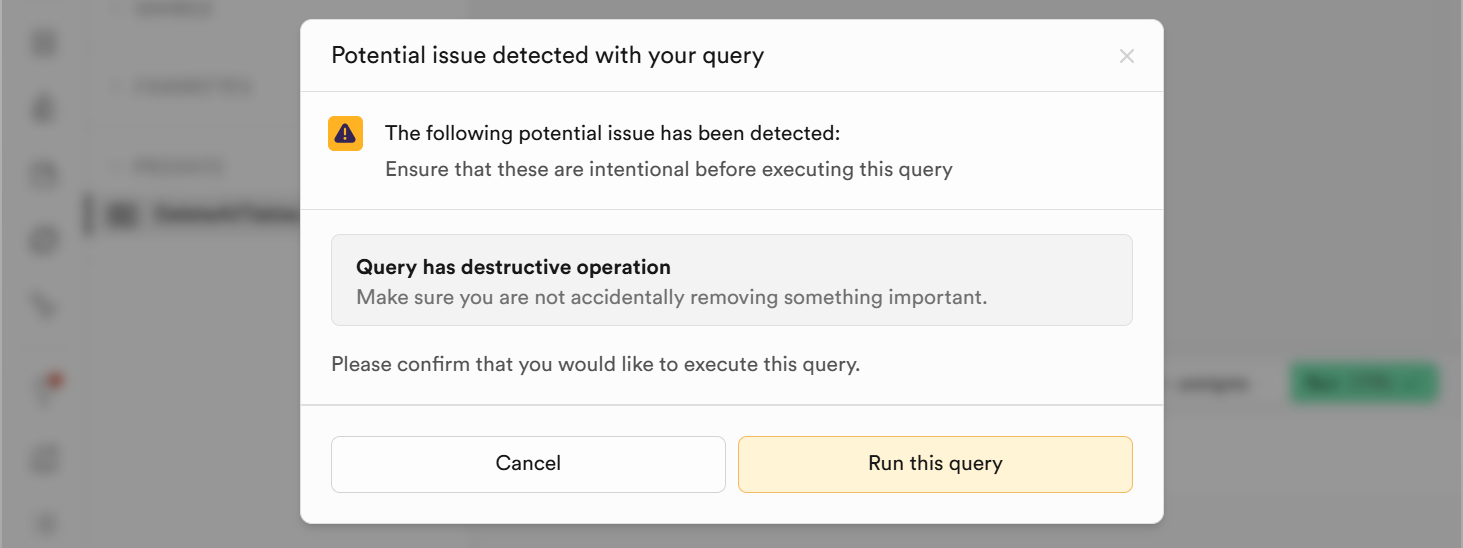 Potential issue detected with your query
The following potential issue has been detected:
Ensure that these are intentional before executing this query
Query has destructive operation
Make sure you are not accidentally removing something important.
Please confirm that you would like to execute this query.
Cancel
Run this query